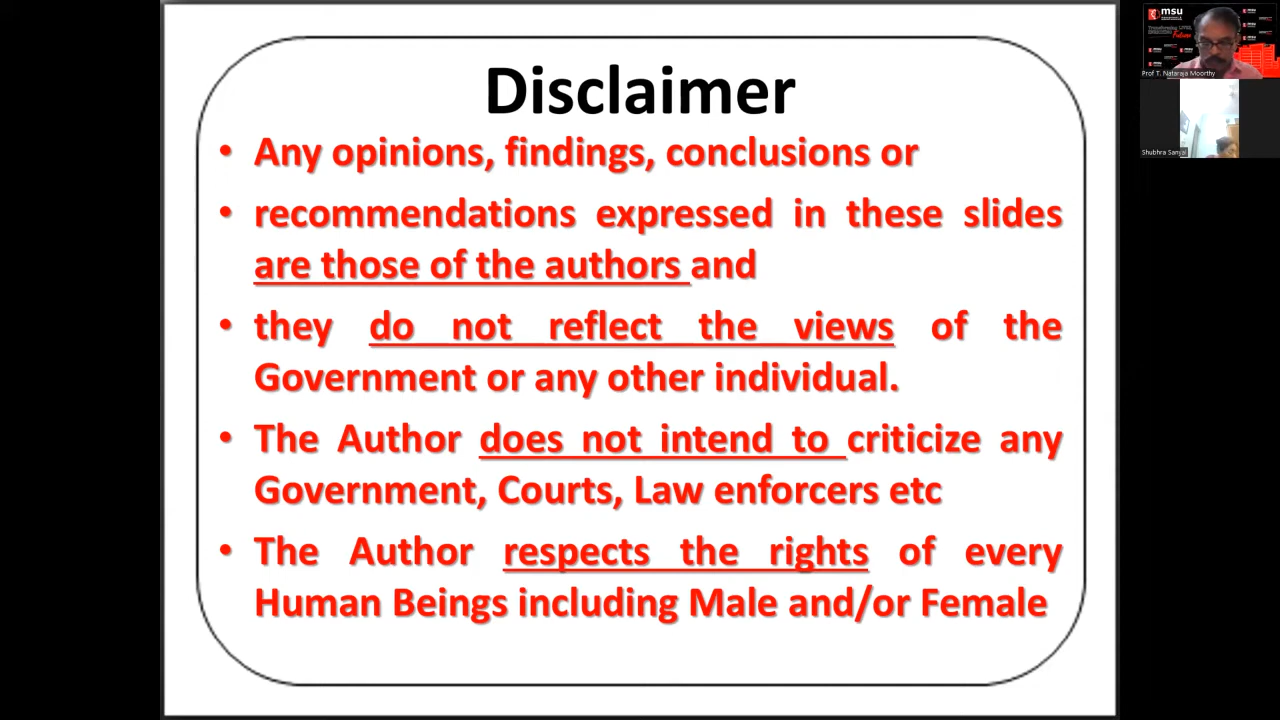 Disclaimer
• Any opinions, findings, conclusions or
• recommendations expressed in these slides
are those of the authors and
• they do not reflect the views of the
Government or any other individual.
• The Author does not intend to criticize any
Government, Courts, Law enforcers etc
• The Author respects the rights of every
Human Beings including Male and/or Female
msu
Prof T. Nataraja Moorthy
Shubhra Sanyal